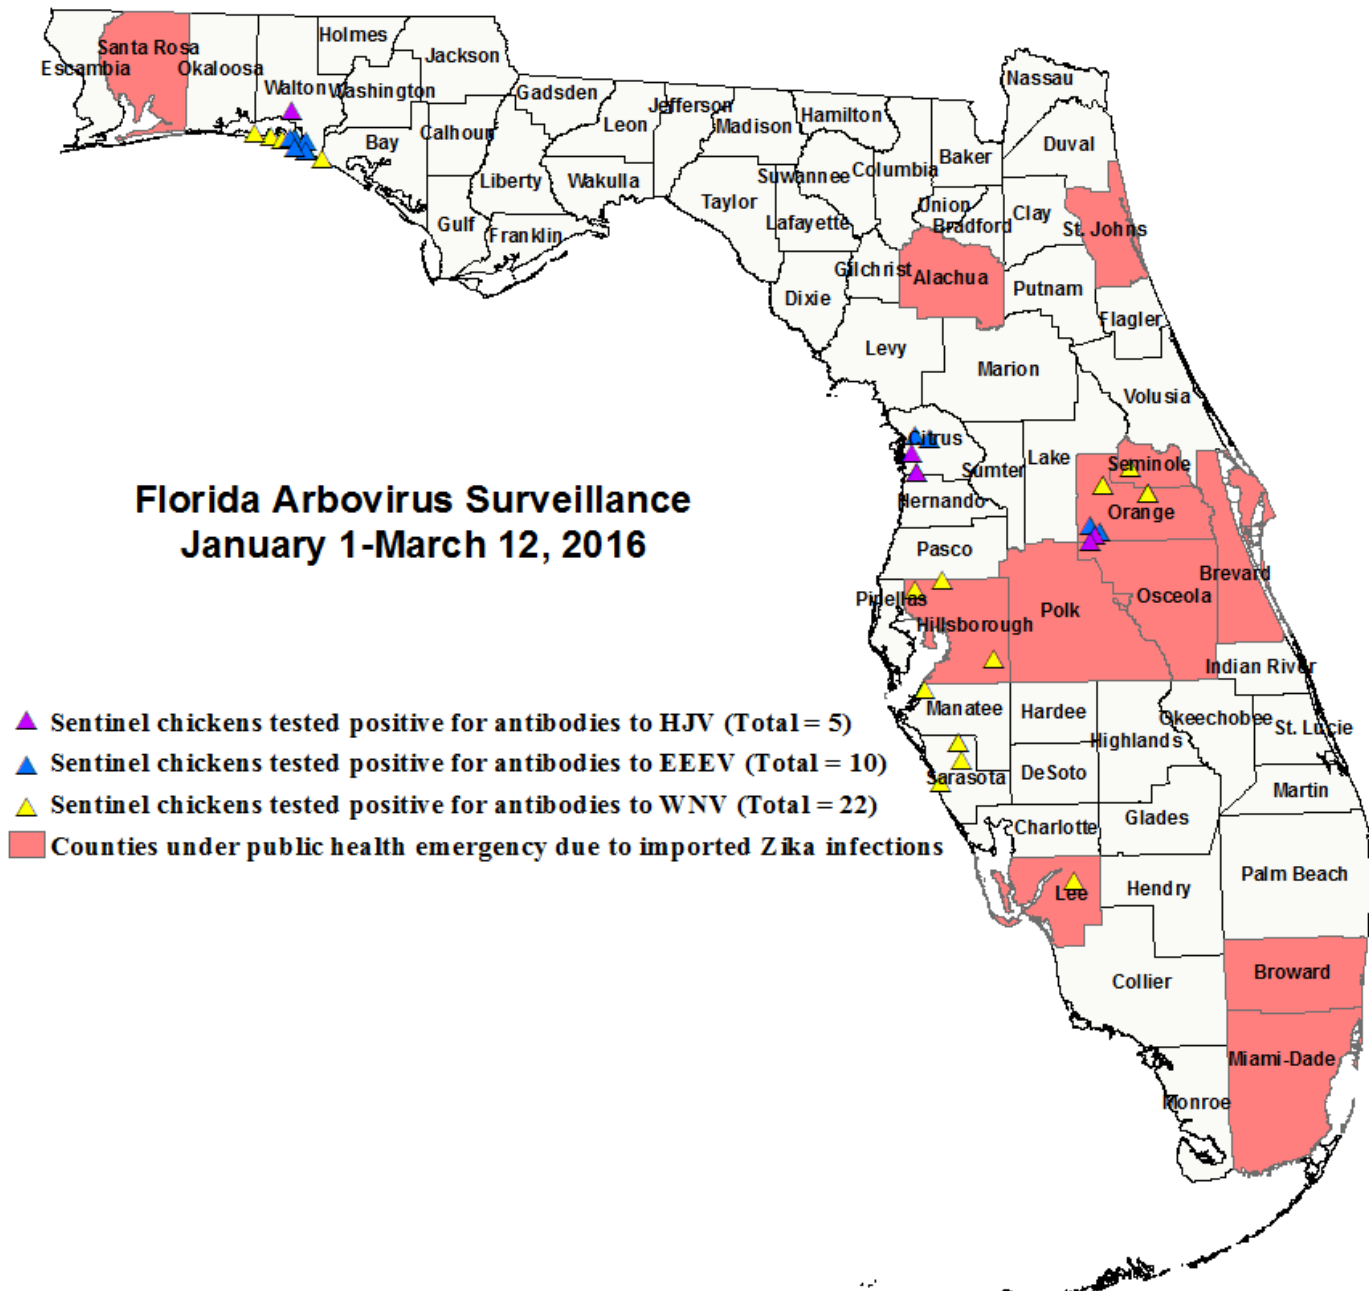 Holmes
Jackson
Santa Rosa
Escambia
Okaloosa
Walton
Washington
Gadsden
Nassau
Jefferson
Leon
Madison
Hamilton
Calhoun
Bay
Duval
Baker
Columbia
Suwannee
Liberty
Wakulla
Taylor
Union
Clay
Lafayette
Bradford
St. Johns
Gulf
Franklin
Gilchrist
Alachua
Putnam
Dixie
Flagler
Levy
Marion
Volusia
Citrus
Lake
Seminole
Sumter
Hernando
Orange
Florida Arbovirus Surveillance
January 1-March 12, 2016
Pasco
Brevard
Pinellas
Polk
Osceola
Hillsborough
Indian River
Manatee
Hardee
Okeechobee
St. Lucie
Highlands
Sarasota
DeSoto
Martin
Charlotte
Glades
Sentinel chickens tested positive for antibodies to HJV (Total = 5)
Sentinel chickens tested positive for antibodies to EEEV (Total = 10)
Sentinel chickens tested positive for antibodies to WNV (Total = 22)
Counties under public health emergency due to imported Zika infections
Palm Beach
Lee
Hendry
Broward
Collier
Miami-Dade
Monroe